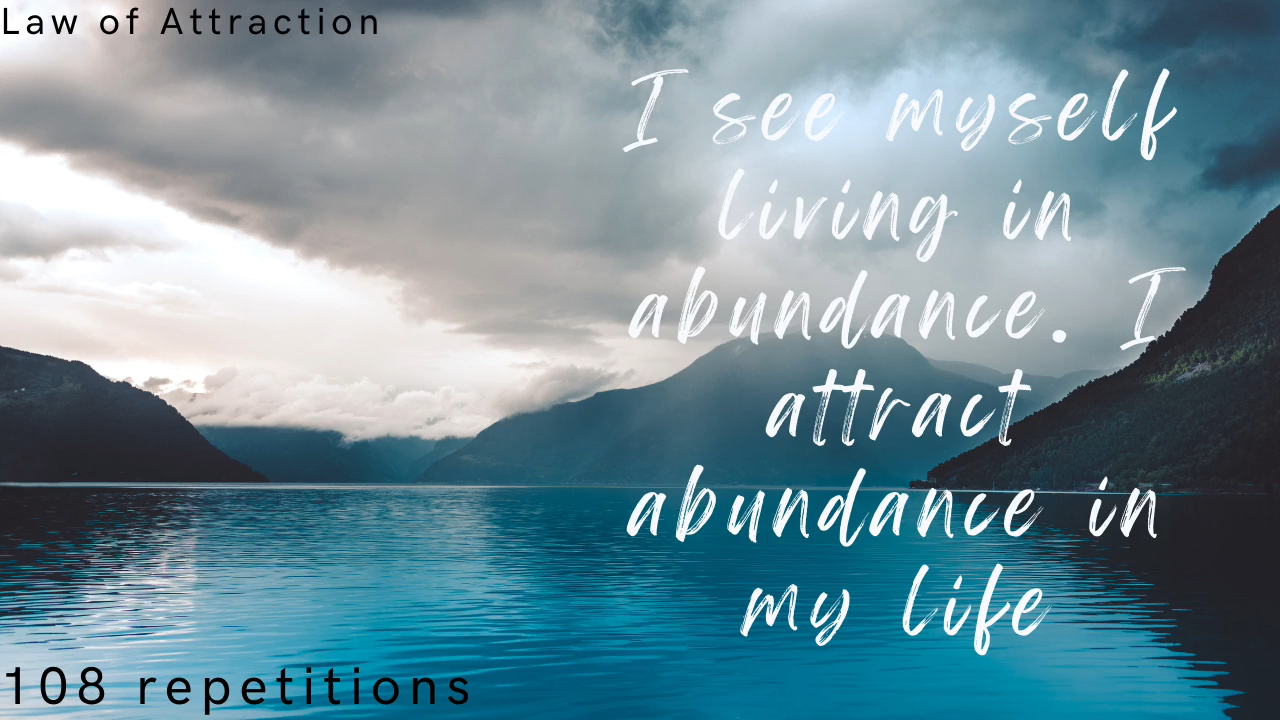 Law of Attraction
I see myself
living in
abundance. I
attract
abundance in
my life
108 repetitions